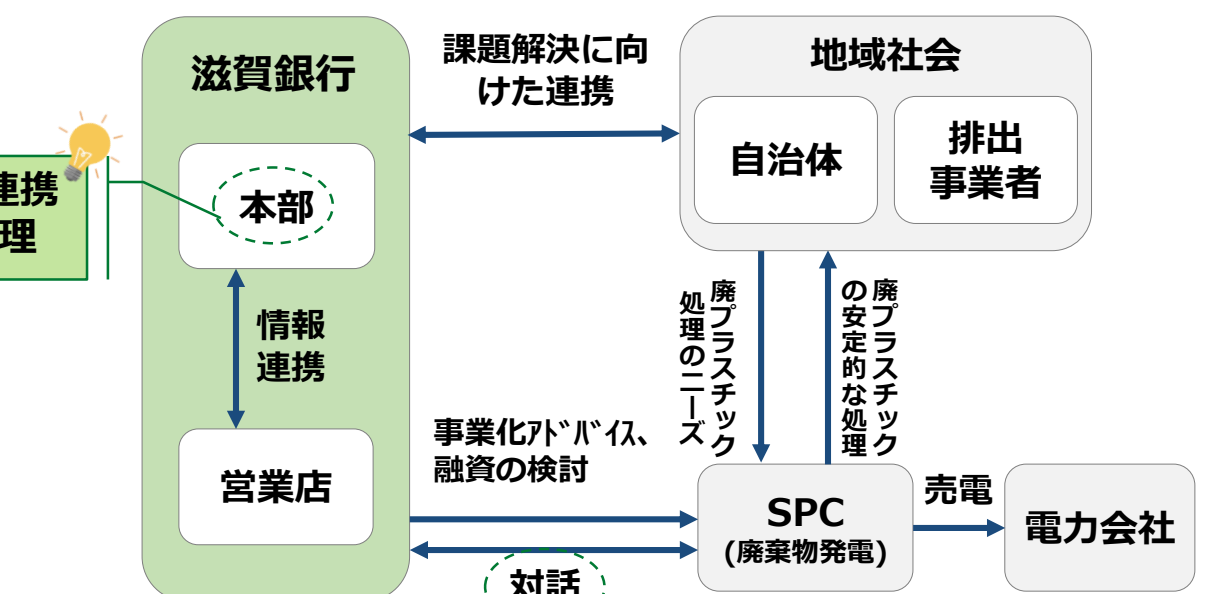 滋賀銀行
課題解決に向
けた連携
地域社会
自治体
排出
事業者
連携
理
本部
情報
連携
営業店
廃プラスチック
処理のニーズ
廃プラスチック
の安定的な処理
事業化ｱﾄﾞﾊﾞｲｽ、
融資の検討
対話
SPC
(廃棄物発電)
売電
電力会社